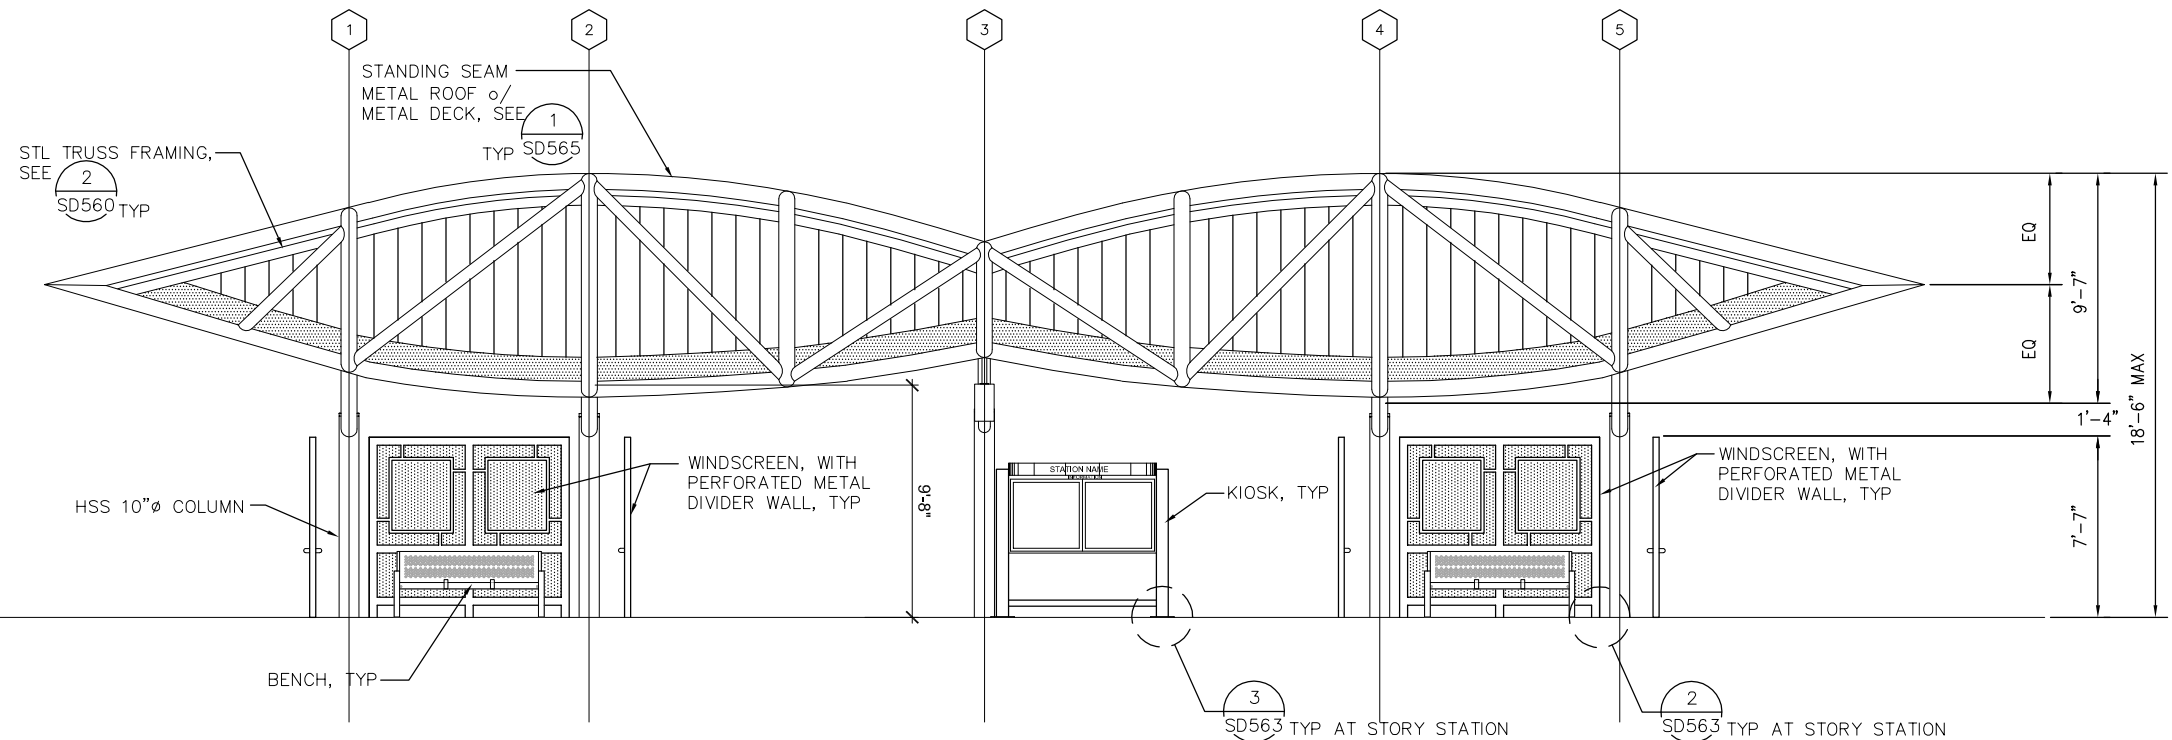 1
2
3
4
5
STANDING SEAM
METAL ROOF o/
METAL DECK, SEE
1
TYP SD565
STL TRUSS FRAMING,
SEE
2
SD560 TYP
EQ
EQ
9'-7"
1'-4"
18'-6" MAX
7'-7"
9'-8"
WINDSCREEN, WITH
PERFORATED METAL
DIVIDER WALL, TYP
HSS 10"ø COLUMN
STATION NAME
INFORMATION
KIOSK, TYP
WINDSCREEN, WITH
PERFORATED METAL
DIVIDER WALL, TYP
BENCH, TYP
3
SD563 TYP AT STORY STATION
2
SD563 TYP AT STORY STATION